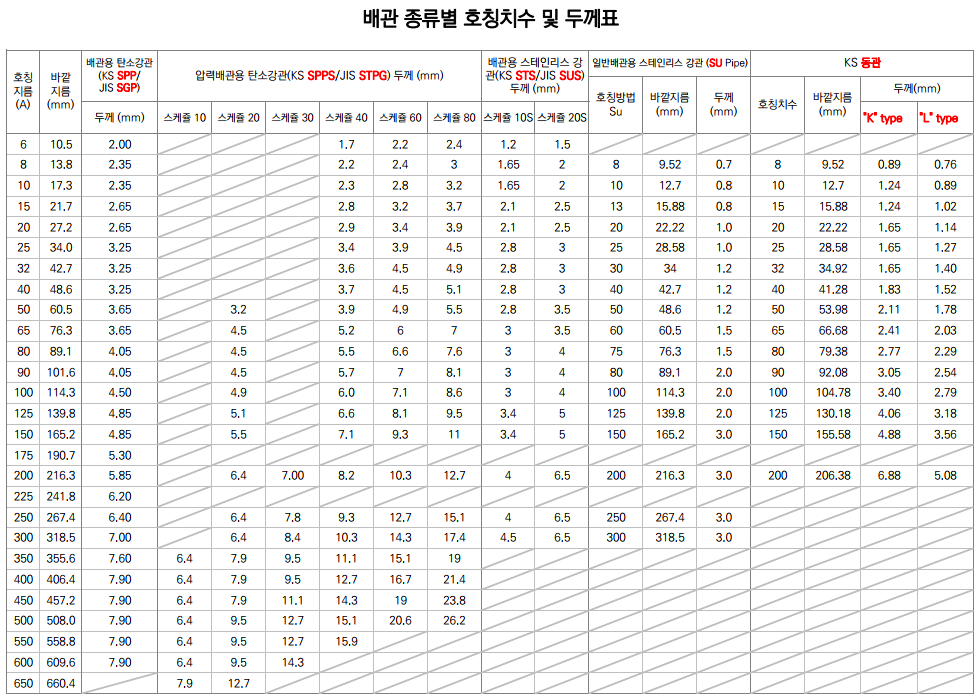 배관 종류별 호칭치수 및 두께표
호칭 지름 (A) 바깥 지름 (mm) 배관용 탄소강관 (KS SPP/ JIS SGP) 압력배관용 탄소강관(KS SPPS/JIS STPG) 두께 (mm) 배관용 스테인리스 강관(KS STS/JIS SUS) 두께 (mm) 일반배관용 스테인리스 강관 (SU Pipe) KS 동관
호칭방법 Su 바깥지름 (mm) 두께 (mm) 호칭치수 바깥지름 (mm) 두께(mm)
두께 (mm) 스케쥴 10 스케쥴 20 스케쥴 30 스케쥴 40 스케쥴 60 스케쥴 80 스케쥴 10S 스케쥴 20S "K" type "L" type
6 10.5 2.00 1.7 2.2 2.4 1.2 1.5
8 13.8 2.35 2.2 2.4 3 1.65 2 8 9.52 0.7 8 9.52 0.89 0.76
10 17.3 2.35 2.3 2.8 3.2 1.65 2 10 12.7 0.8 10 12.7 1.24 0.89
15 21.7 2.65 2.8 3.2 3.7 2.1 2.5 13 15.88 0.8 15 15.88 1.24 1.02
20 27.2 2.65 2.9 3.4 3.9 2.1 2.5 20 22.22 1.0 20 22.22 1.65 1.14
25 34.0 3.25 3.4 3.9 4.5 2.8 3 25 28.58 1.0 25 28.58 1.65 1.27
32 42.7 3.25 3.6 4.5 4.9 2.8 3 30 34 1.2 32 34.92 1.65 1.40
40 48.6 3.25 3.7 4.5 5.1 2.8 3 40 42.7 1.2 40 41.28 1.83 1.52
50 60.5 3.65 3.2 3.9 4.9 5.5 2.8 3.5 50 48.6 1.2 50 53.98 2.11 1.78
65 76.3 3.65 4.5 5.2 6 7 3 3.5 60 60.5 1.5 65 66.68 2.41 2.03
80 89.1 4.05 4.5 5.5 6.6 7.6 3 4 75 76.3 1.5 80 79.38 2.77 2.29
90 101.6 4.05 4.5 5.7 7 8.1 3 4 80 89.1 2.0 90 92.08 3.05 2.54
100 114.3 4.50 4.9 6.0 7.1 8.6 3 4 100 114.3 2.0 100 104.78 3.40 2.79
125 139.8 4.85 5.1 6.6 8.1 9.5 3.4 5 125 139.8 2.0 125 130.18 4.06 3.18
150 165.2 4.85 5.5 7.1 9.3 11 3.4 5 150 165.2 3.0 150 155.58 4.88 3.56
175 190.7 5.30
200 216.3 5.85 6.4 7.00 8.2 10.3 12.7 4 6.5 200 216.3 3.0 200 206.38 6.88 5.08
225 241.8 6.20
250 267.4 6.40 6.4 7.8 9.3 12.7 15.1 4 6.5 250 267.4 3.0
300 318.5 7.00 6.4 8.4 10.3 14.3 17.4 4.5 6.5 300 318.5 3.0
350 355.6 7.60 6.4 7.9 9.5 11.1 15.1 19
400 406.4 7.90 6.4 7.9 9.5 12.7 16.7 21.4
450 457.2 7.90 6.4 7.9 11.1 14.3 19 23.8
500 508.0 7.90 6.4 9.5 12.7 15.1 20.6 26.2
550 558.8 7.90 6.4 9.5 12.7 15.9
600 609.6 7.90 6.4 9.5 14.3
650 660.4 7.9 12.7